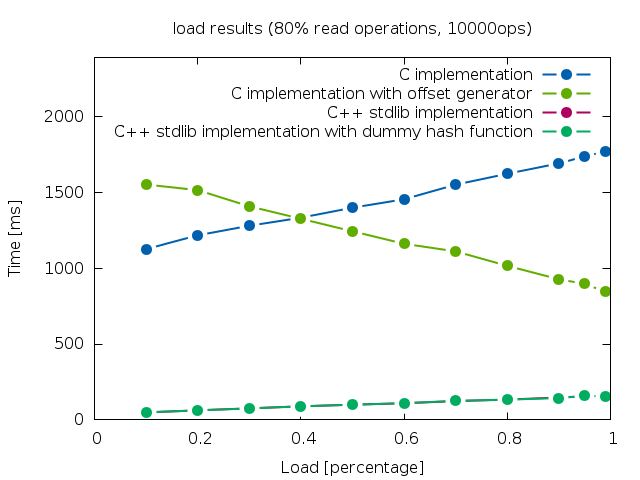 load results (80% read operations, 10000ops)
C implementation
C implementation with offset generator
C++ stdlib implementation
C++ stdlib implementation with dummy hash function
2000
1500
1000
500
0
Time [ms]
0 0.2 0.4 0.6 0.8 1
Load [percentage]